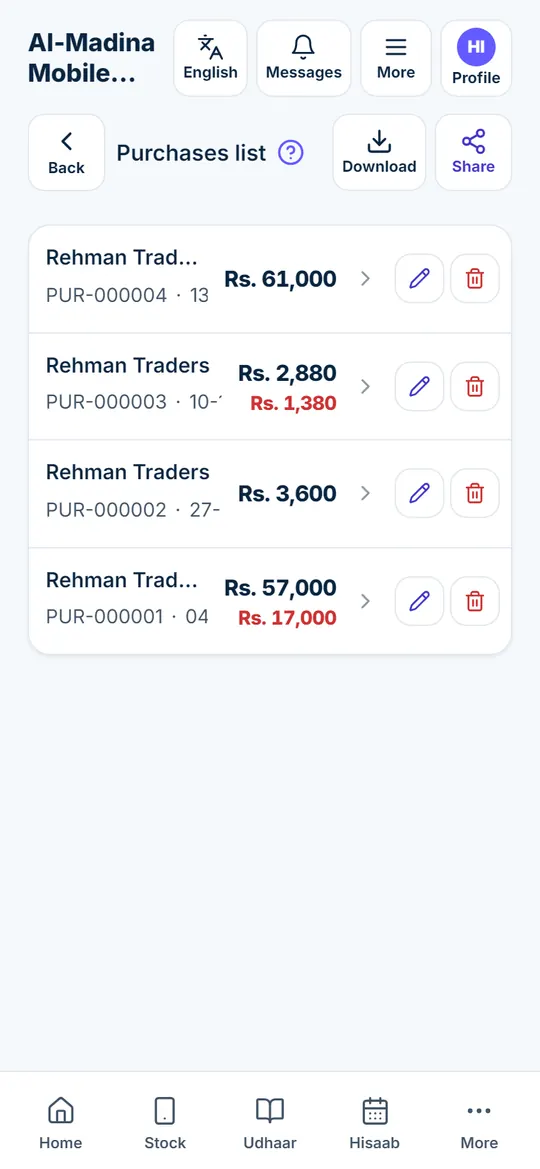 Al-Madina
Mobile...
English
Messages
More
HI
Profile
Back
Purchases list
?
Download
Share
Rehman Trad...
Rs. 61,000
PUR-000004 · 13
Rehman Traders
Rs. 2,880
PUR-000003 · 10-
Rs. 1,380
Rehman Traders
Rs. 3,600
PUR-000002 · 27-
Rehman Trad...
Rs. 57,000
PUR-000001 · 04
Rs. 17,000
Home
Stock
Udhaar
Hisaab
More